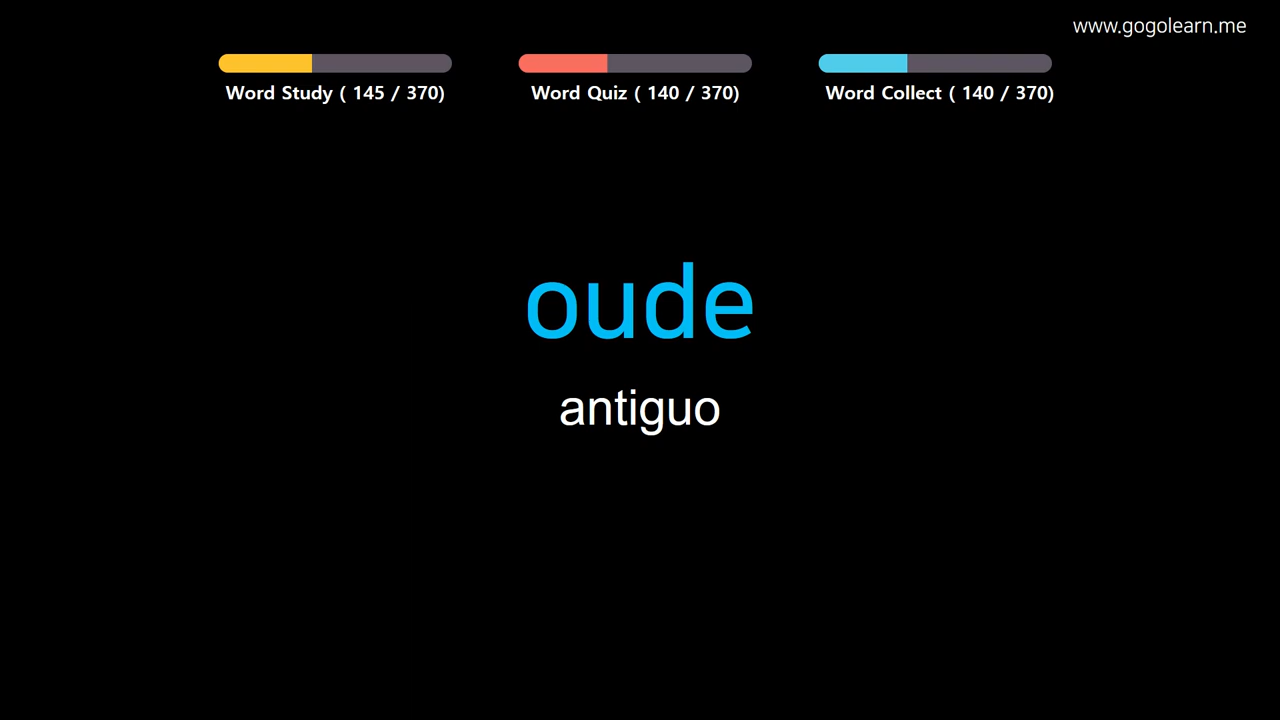 www.gogolearn.me
Word Study ( 145 / 370)
Word Quiz ( 140 / 370)
Word Collect ( 140 / 370)
oude
antiguo